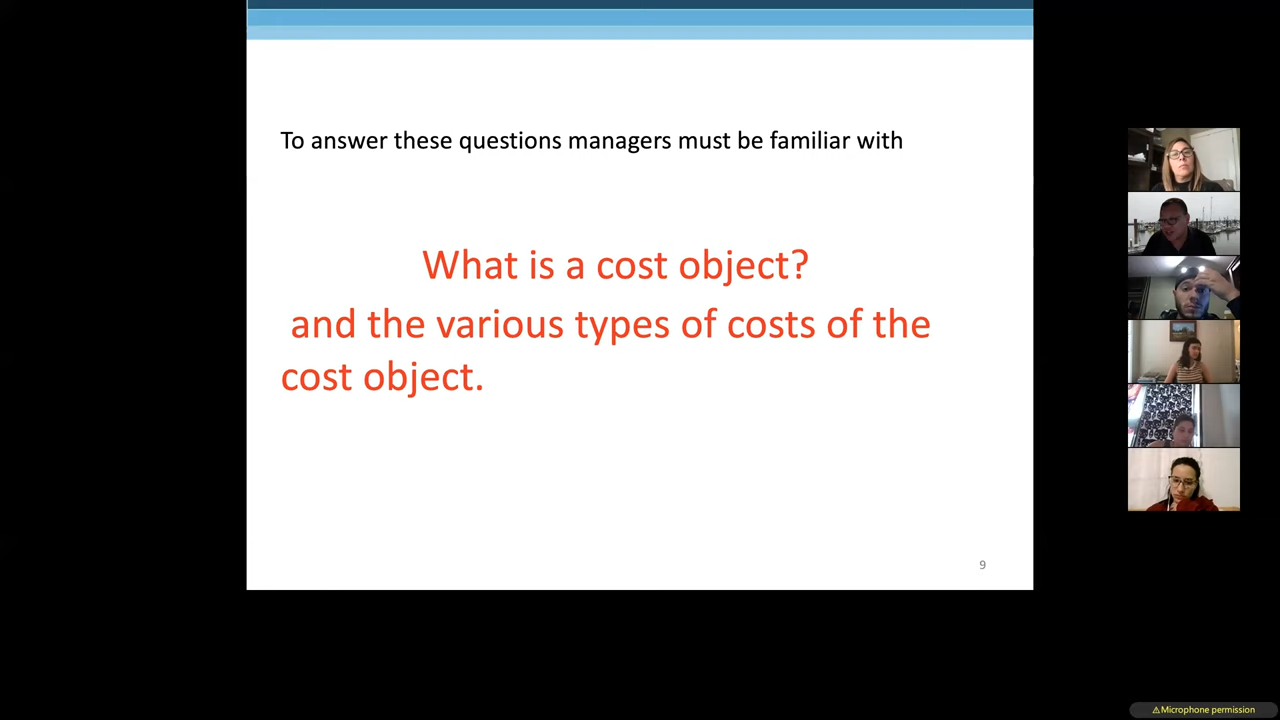 To answer these questions managers must be familiar with
What is a cost object?
and the various types of costs of the
cost object.
9
⚠Microphone permission